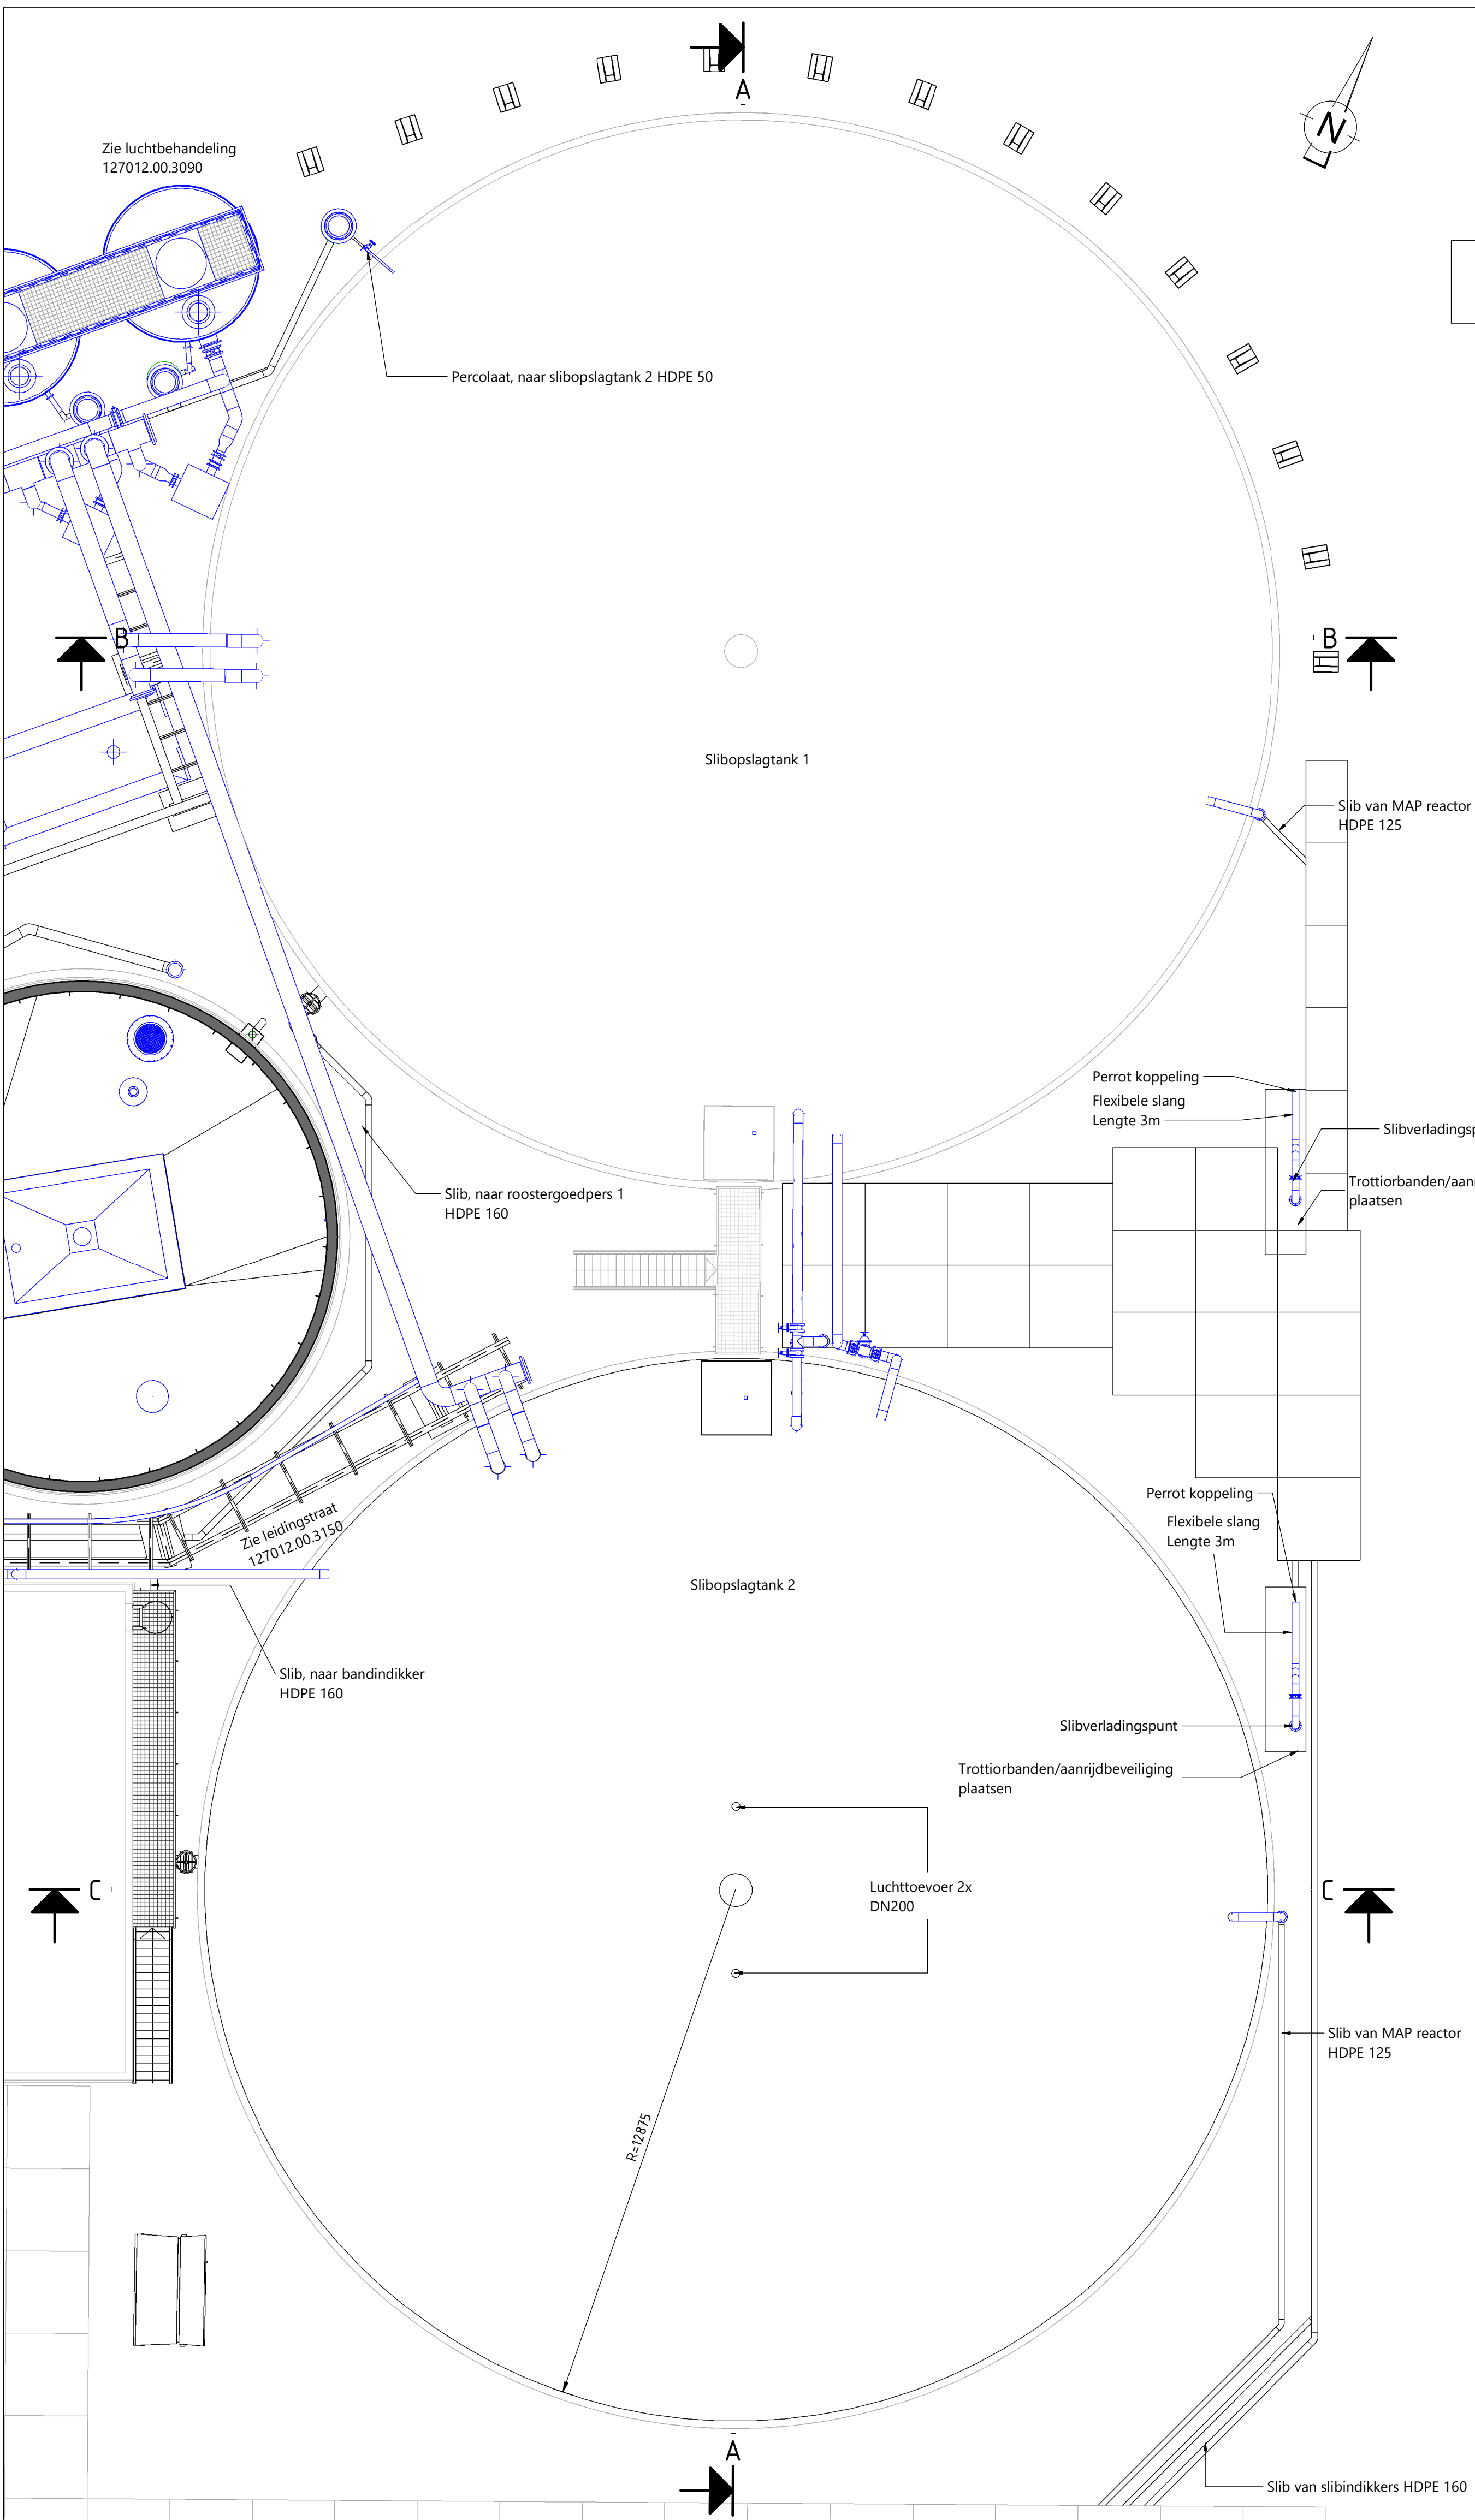 A
N
Zie luchtbehandeling
127012.00.3090
Percolaat, naar slibopslagtank 2 HDPE 50
B
B
Slibopslagtank 1
Slib van MAP reactor
HDPE 125
Perrot koppeling
Flexibele slang
Lengte 3m
Trottiorbanden/aan
plaatsen
Slib, naar roostergoedpers 1
HDPE 160
Perrot koppeling
Flexibele slang
Lengte 3m
Zie leidingstraat
127012.00.3150
Slibopslagtank 2
Slib, naar bandindikker
HDPE 160
Slibverladingspunt
Trottiorbanden/aanrijdbeveiliging
plaatsen
C
Luchttoevoer 2x
DN200
C
Slib van MAP reactor
HDPE 125
R=12875
A
Slib van slibindikkers HDPE 160